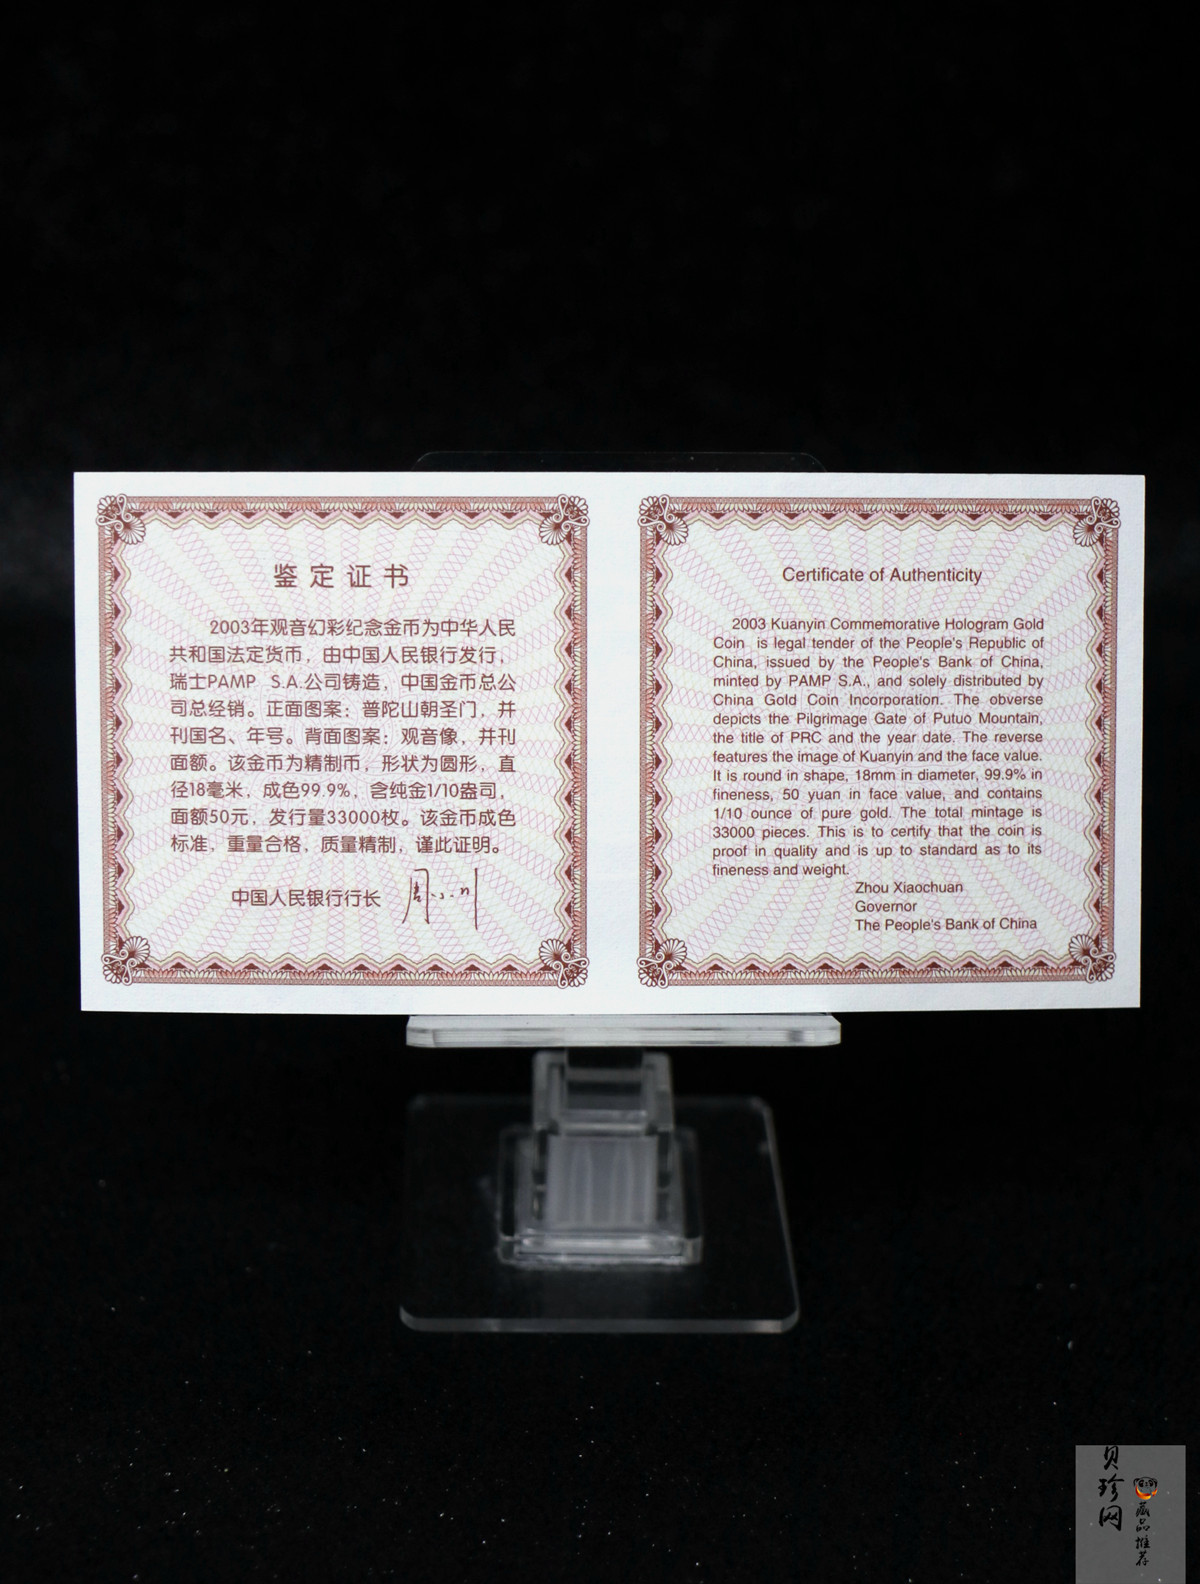 鉴定证书
2003年观音幻彩纪念金币为中华人民
共和国法定货币，由中国人民银行发行，
瑞士PAMP S.A.公司铸造，中国金币总公
司总经销。正面图案：普陀山朝圣门，并
刊国名、年号。背面图案：观音像，并刊
面额。该金币为精制币，形状为圆形，直
径18毫米，成色99.9%，含纯金1/10盎司，
面额50元，发行量33000枚。该金币成色
标准，重量合格，质量精制，谨此证明。
中国人民银行行长 周小川
Certificate of Authenticity
2003 Kuanyin Commemorative Hologram Gold
Coin is legal tender of the People's Republic of
China, issued by the People's Bank of China,
minted by PAMP S.A., and solely distributed by
China Gold Coin Incorporation. The obverse
depicts the Pilgrimage Gate of Putuo Mountain,
the title of PRC and the year date. The reverse
features the image of Kuanyin and the face value.
It is round in shape, 18mm in diameter, 99.9% in
fineness, 50 yuan in face value, and contains
1/10 ounce of pure gold. The total mintage is
33000 pieces. This is to certify that the coin is
proof in quality and is up to standard as to its
fineness and weight.
Zhou Xiaochuan
Governor
The People's Bank of China
贝珍网
藏品推荐